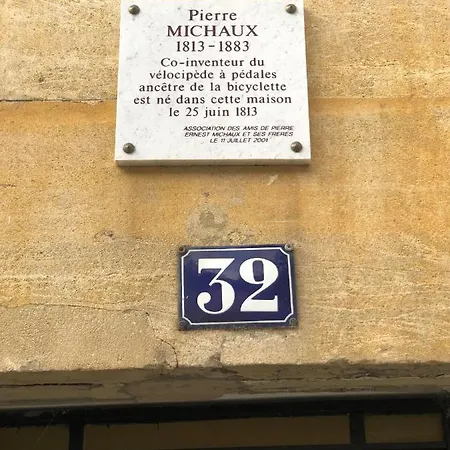 Pierre
MICHAUX
1813-1883
Co-inventeur du
vélocipède à pédales
ancêtre de la bicyclette
est né dans cette maison
le 25 juin 1813
ASSOCIATION DES AMIS DE PIERRE
ERNEST MICHAUX ET SES FRERES
LE 11 JUILLET 2001
32